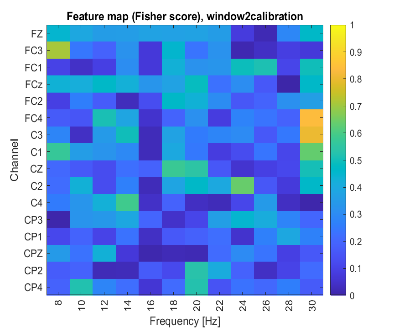 Feature map (Fisher score), window2calibration
Channel
FZ
FC3
FC1
FCz
FC2
FC4
C3
C1
CZ
C2
C4
CP3
CP1
CPZ
CP2
CP4
8 10 12 14 16 18 20 22 24 26 28 30
Frequency [Hz]
1
0.9
0.8
0.7
0.6
0.5
0.4
0.3
0.2
0.1
0